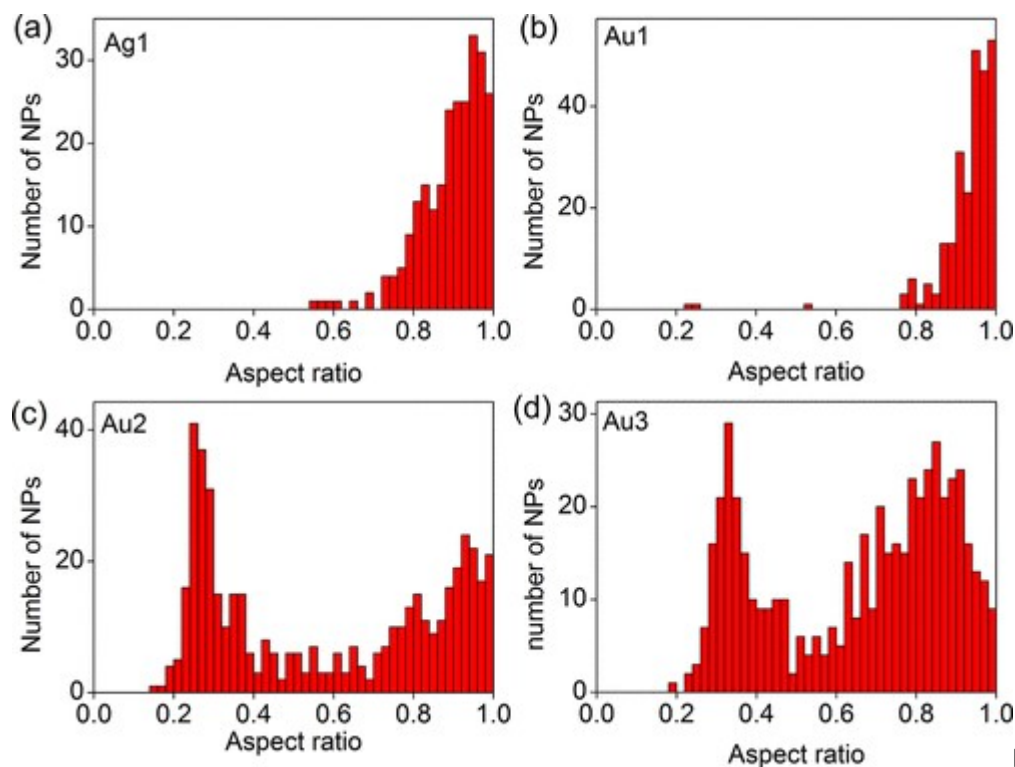 (a)
Ag1
Number of NPs
30
20
10
0
0.0 0.2 0.4 0.6 0.8 1.0
Aspect ratio
(b)
Au1
Number of NPs
40
20
0
0.0 0.2 0.4 0.6 0.8 1.0
Aspect ratio
(c)
Au2
Number of NPs
40
20
0
0.0 0.2 0.4 0.6 0.8 1.0
Aspect ratio
(d)
Au3
number of NPs
30
20
10
0
0.0 0.2 0.4 0.6 0.8 1.0
Aspect ratio